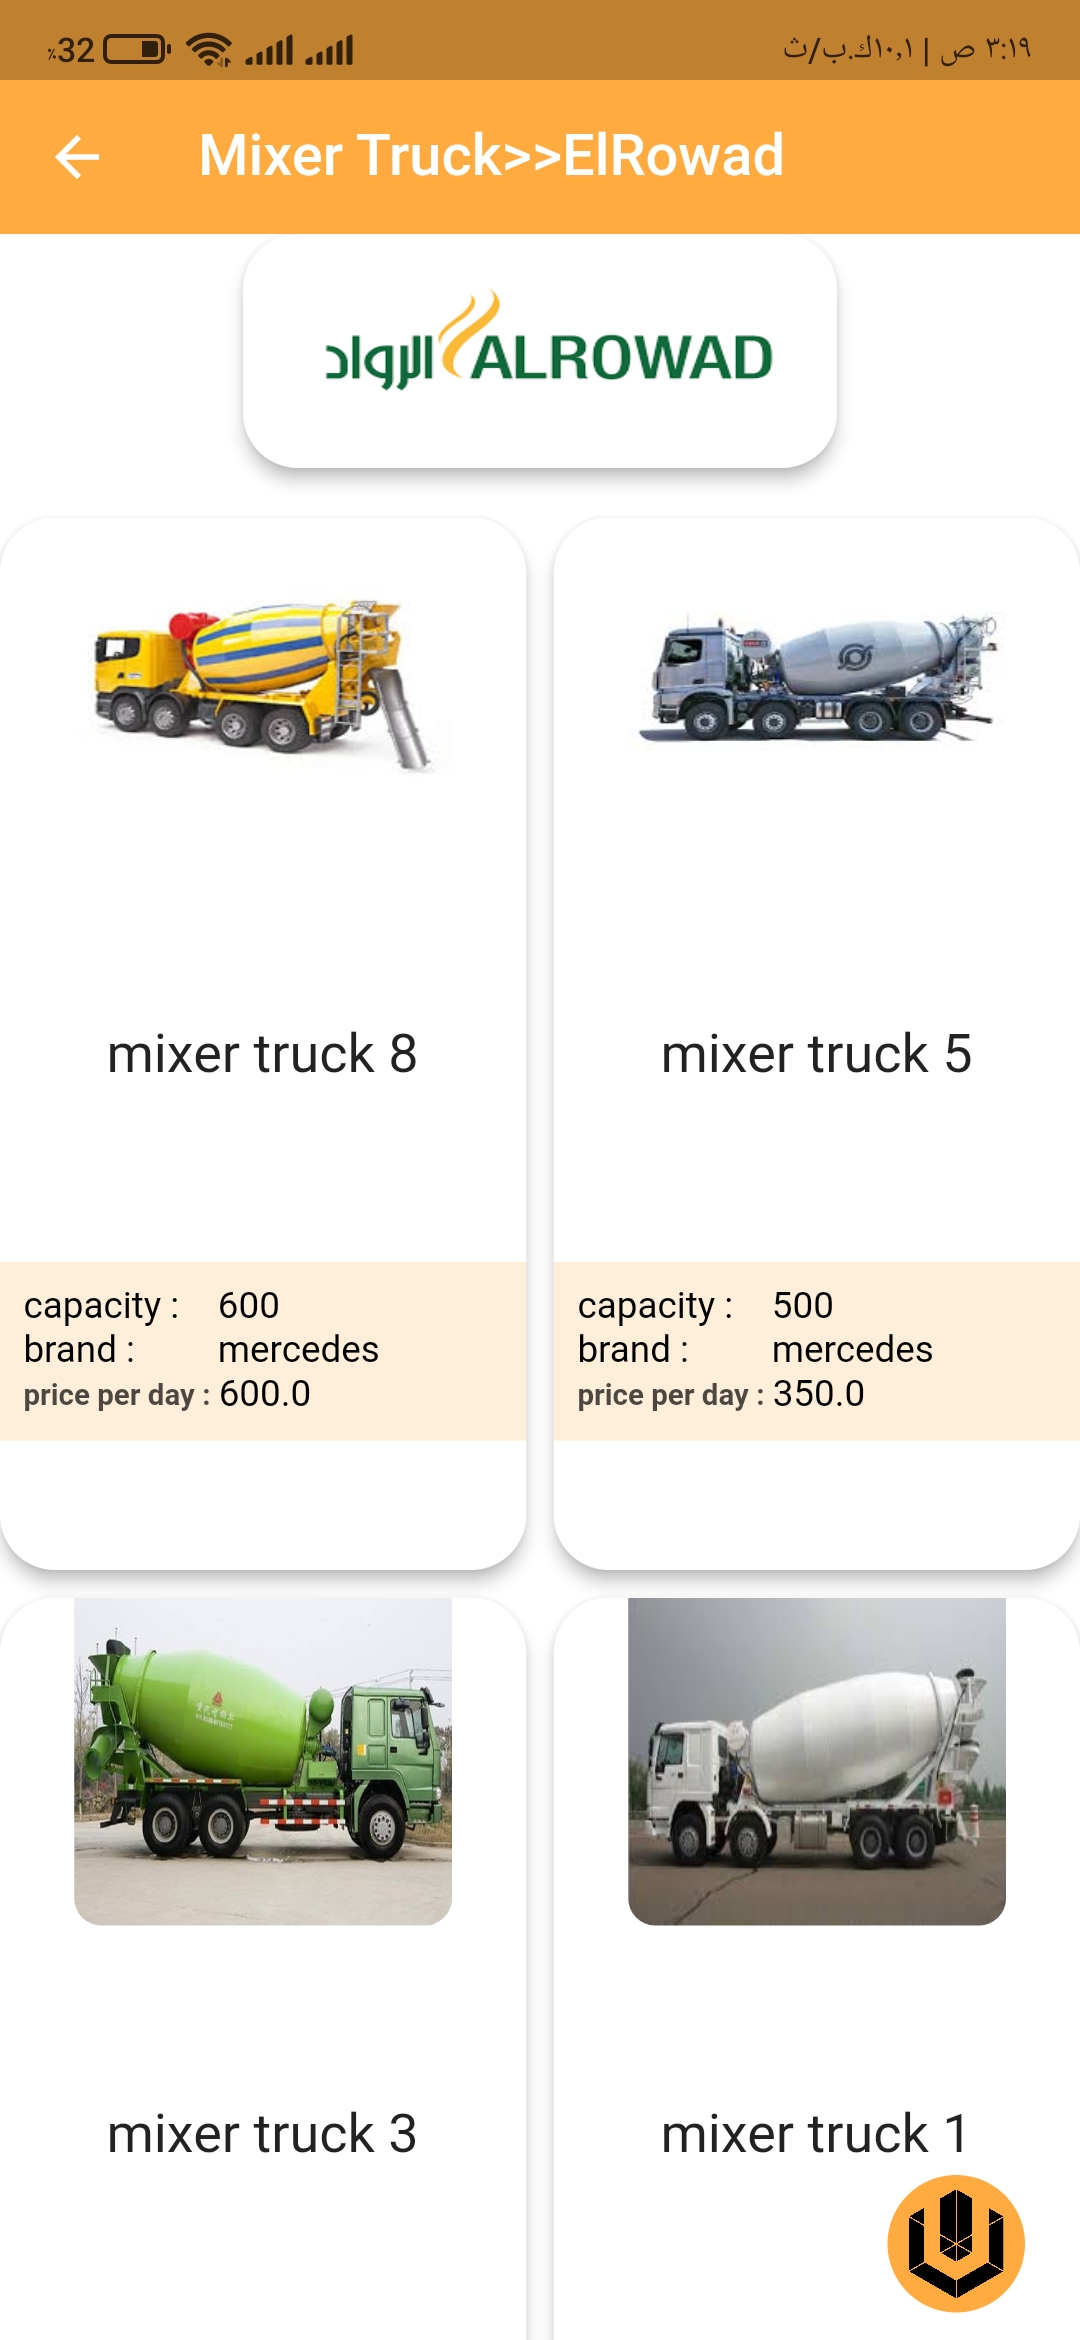 ٪32
٣:١٩ ص | ١٠,١ك.ب/ث
Mixer Truck>>ElRowad
الرواد ALROWAD
mixer truck 8
mixer truck 5
capacity : 600
brand : mercedes
price per day : 600.0
capacity : 500
brand : mercedes
price per day : 350.0
mixer truck 3
mixer truck 1